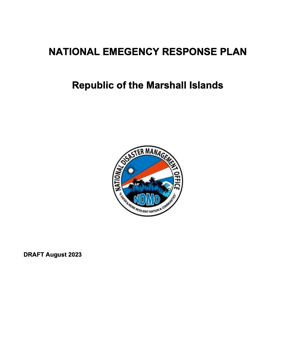 NATIONAL EMEGENCY RESPONSE PLAN
Republic of the Marshall Islands
NATIONAL DISASTER MANAGEMENT OFFICE
NDMO
DRAFT August 2023